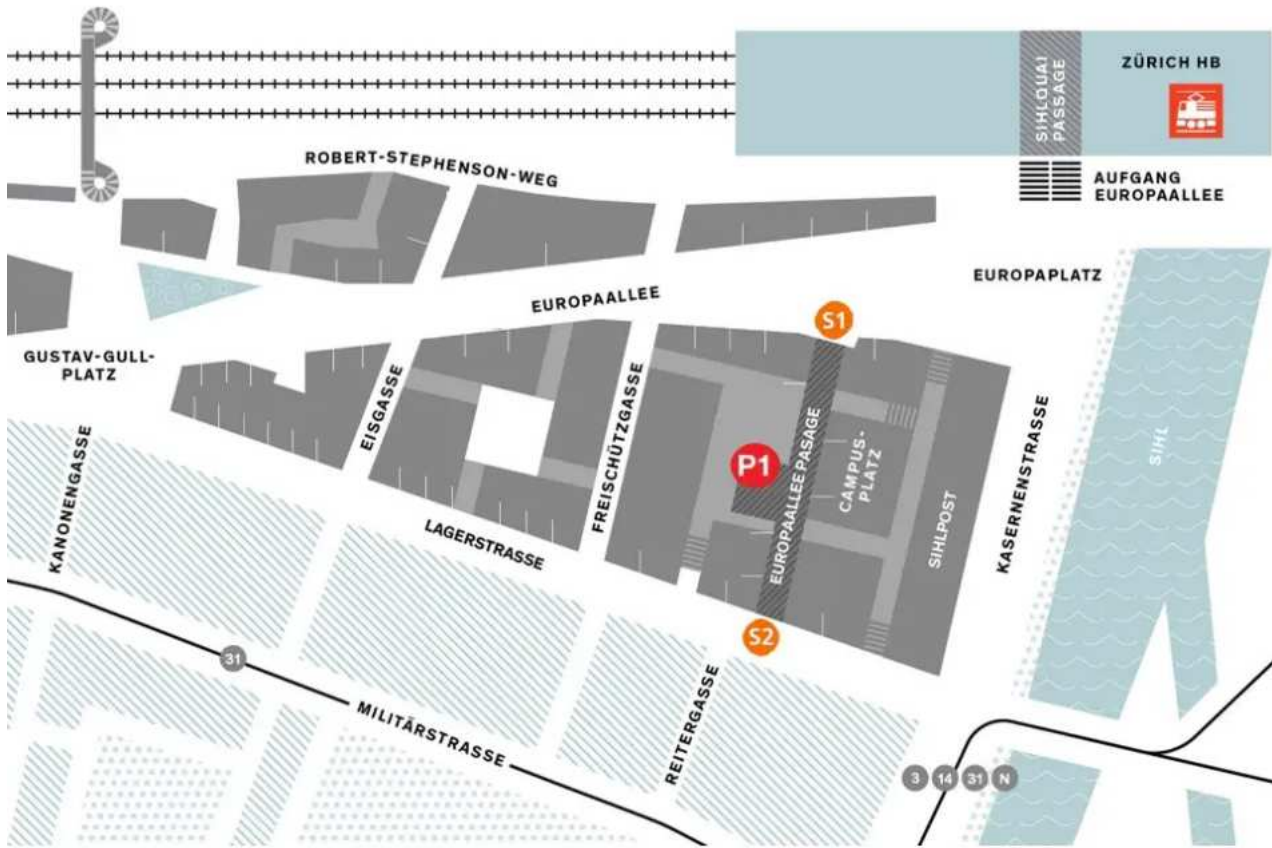 ZÜRICH HB
SIHLQUAI
PASSAGE
AUFGANG
EUROPAALLEE
ROBERT-STEPHENSON-WEG
EUROPAPLATZ
EUROPAALLEE
S1
GUSTAV-GULL-
PLATZ
EISGASSE
FREISCHÜTZGASSE
P1
EUROPAALLEE PASAGE
CAMPUS-
PLATZ
SIHLPOST
KASERNENSTRASSE
SIHL
KANONENGASSE
LAGERSTRASSE
S2
31
MILITÄRSTRASSE
REITERGASSE
3 14 31 N